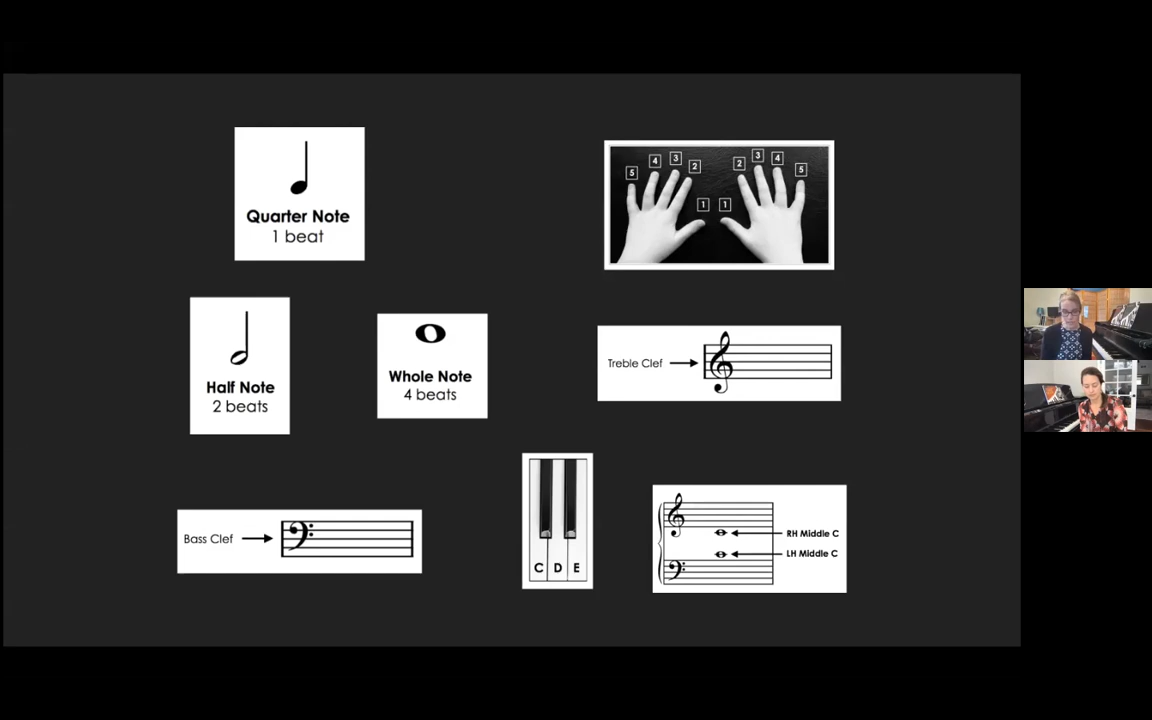 Quarter Note
1 beat
5 4 3 2 1 1 2 3 4 5
Half Note
2 beats
Whole Note
4 beats
Treble Clef
Bass Clef
C D E
RH Middle C
LH Middle C